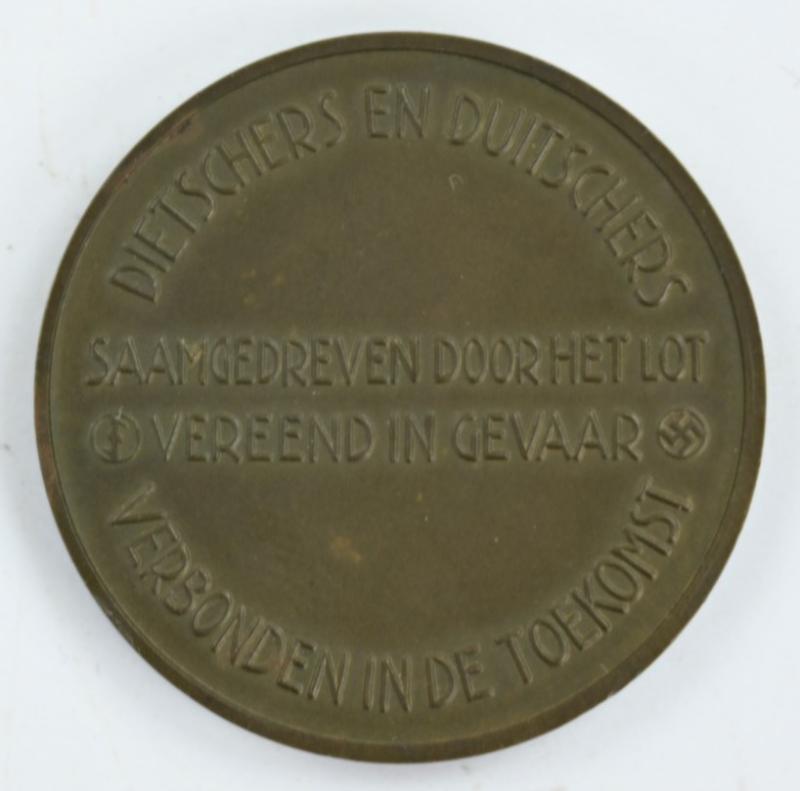 DIETSCHERS EN DUITSCHERS
SAAMGEDREVEN DOOR HET LOT
VEREEND IN GEVAAR
VERBONDEN IN DE TOEKOMST